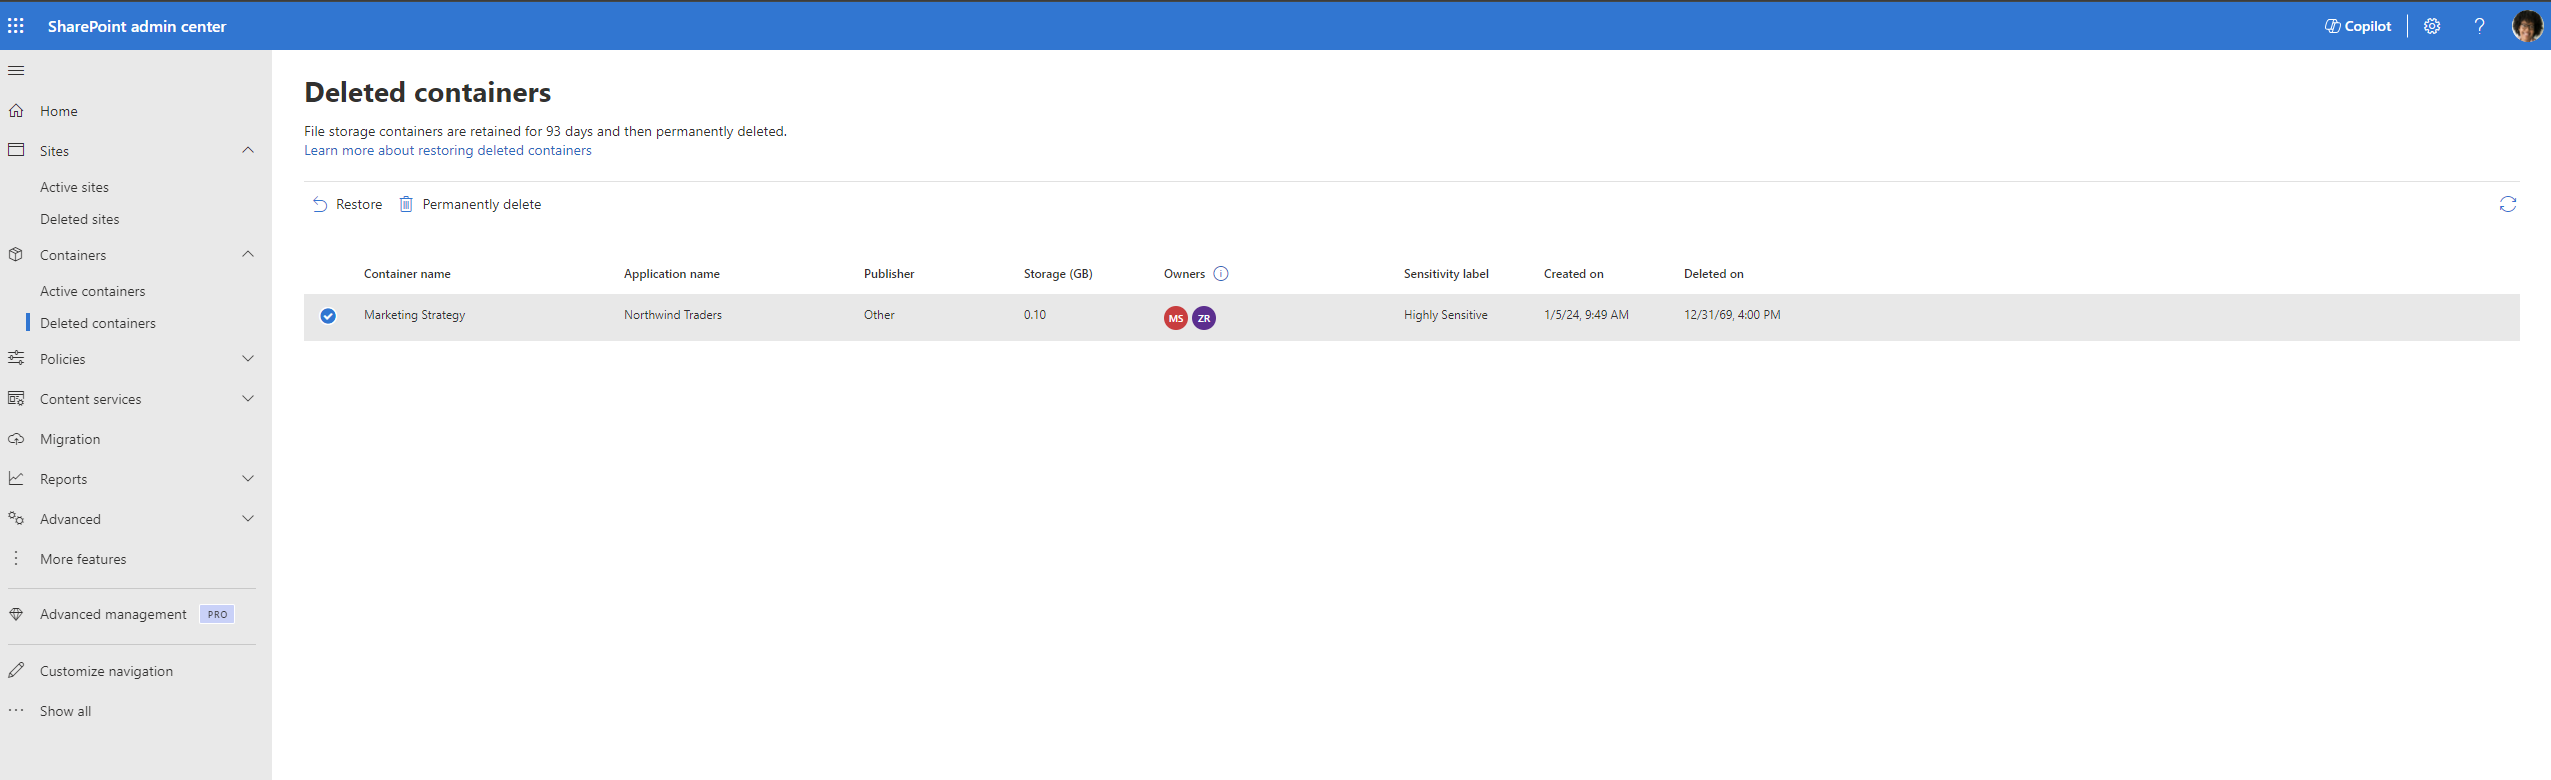 SharePoint admin center
Copilot
Home
Sites
Active sites
Deleted sites
Containers
Active containers
Deleted containers
Policies
Content services
Migration
Reports
Advanced
More features
Advanced management PRO
Customize navigation
Show all
Deleted containers
File storage containers are retained for 93 days and then permanently deleted.
Learn more about restoring deleted containers
Restore Permanently delete
Container name Application name Publisher Storage (GB) Owners Sensitivity label Created on Deleted on
Marketing Strategy Northwind Traders Other 0.10 MS ZR Highly Sensitive 1/5/24, 9:49 AM 12/31/69, 4:00 PM